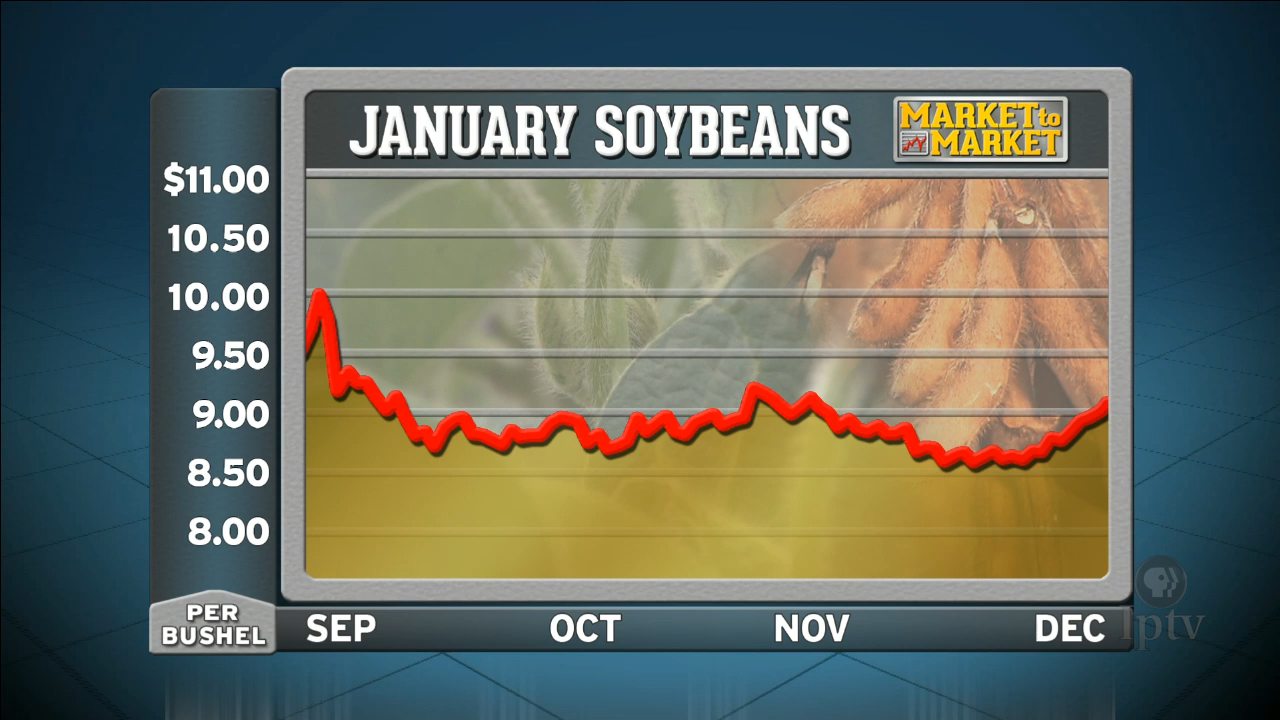 JANUARY SOYBEANS
MARKET to
MARKET
$11.00
10.50
10.00
9.50
9.00
8.50
8.00
PER
BUSHEL
SEP OCT NOV DEC
Iptv